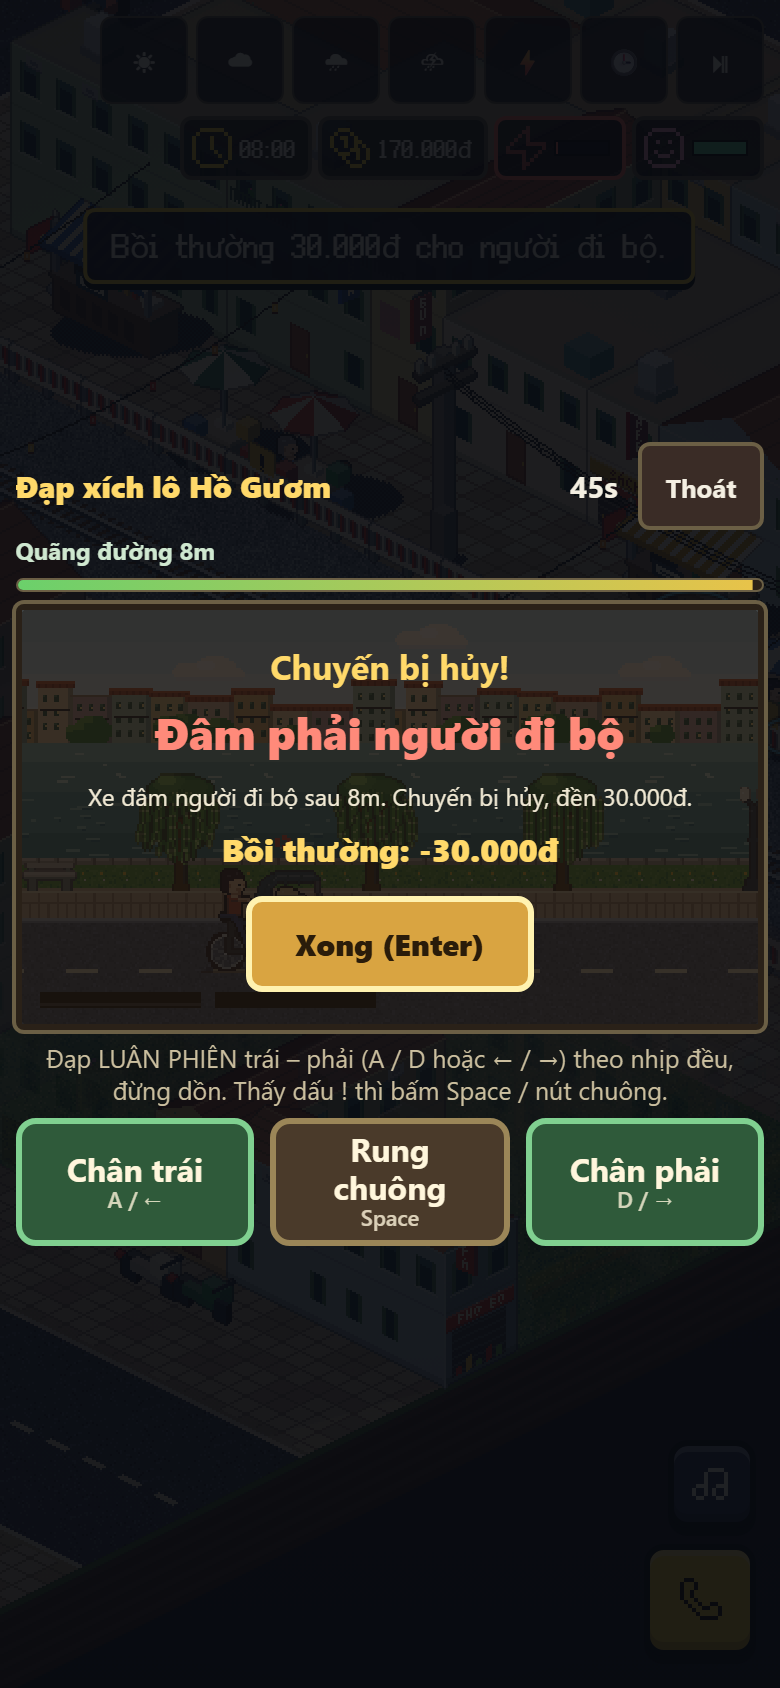 08:00
170.000đ
Bồi thường 30.000đ cho người đi bộ.
Đạp xích lô Hồ Gươm
45s
Thoát
Quãng đường 8m
Chuyến bị hủy!
Đâm phải người đi bộ
Xe đâm người đi bộ sau 8m. Chuyến bị hủy, đền 30.000đ.
Bồi thường: -30.000đ
Xong (Enter)
Đạp LUÂN PHIÊN trái – phải (A / D hoặc ← / →) theo nhịp đều,
đừng dồn. Thấy dấu ! thì bấm Space / nút chuông.
Chân trái
A / ←
Rung
chuông
Space
Chân phải
D / →